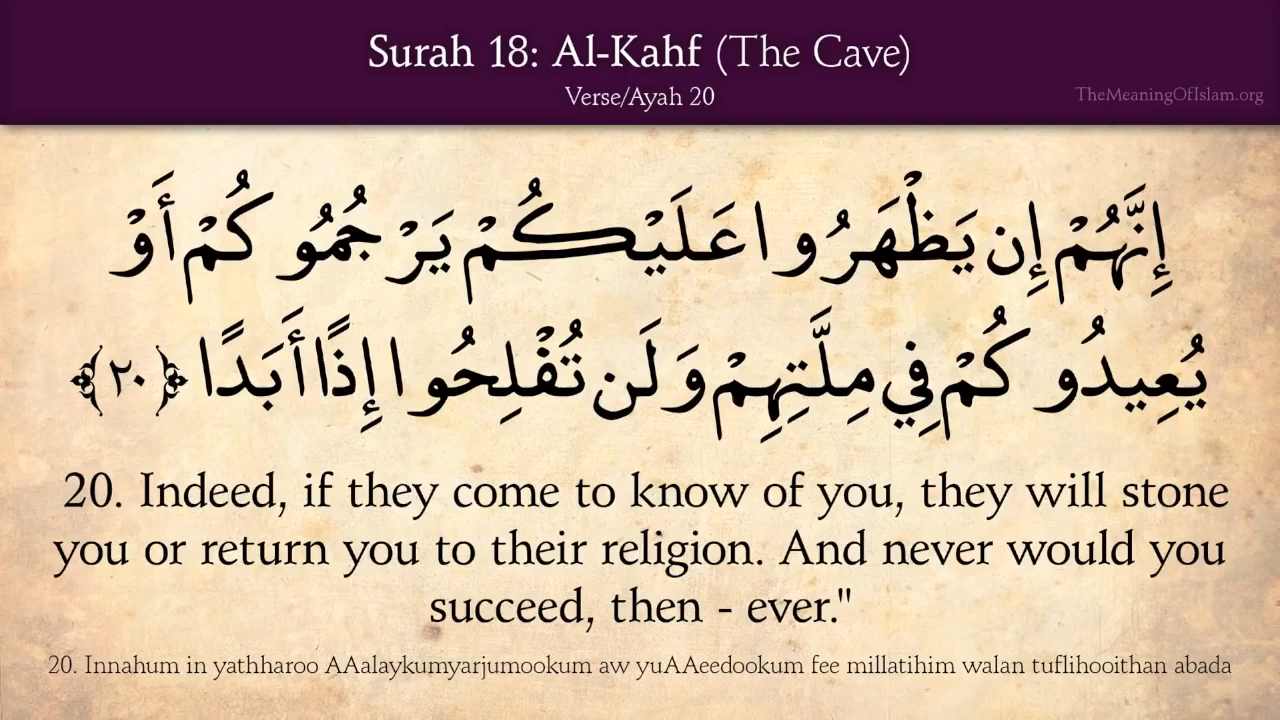 Surah 18: Al-Kahf (The Cave)
Verse/Ayah 20
TheMeaningOfIslam.org
إِنَّهُمْ إِن يَظْهَرُوا عَلَيْكُمْ يَرْجُمُوكُمْ أَوْ
يُعِيدُوكُمْ فِي مِلَّتِهِمْ وَلَن تُفْلِحُوا إِذًا أَبَدًا ﴿٢٠﴾
20. Indeed, if they come to know of you, they will stone
you or return you to their religion. And never would you
succeed, then - ever."
20. Innahum in yathharoo AAalaykumyarjumookum aw yuAAeedookum fee millatihim walan tuflihooithan abada